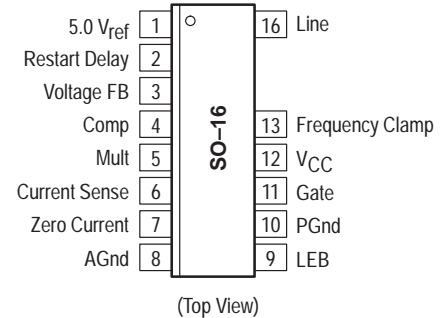 5.0 Vref 1
Restart Delay 2
Voltage FB 3
Comp 4
Mult 5
Current Sense 6
Zero Current 7
AGnd 8
SO–16
16 Line
13 Frequency Clamp
12 VCC
11 Gate
10 PGnd
9 LEB
(Top View)